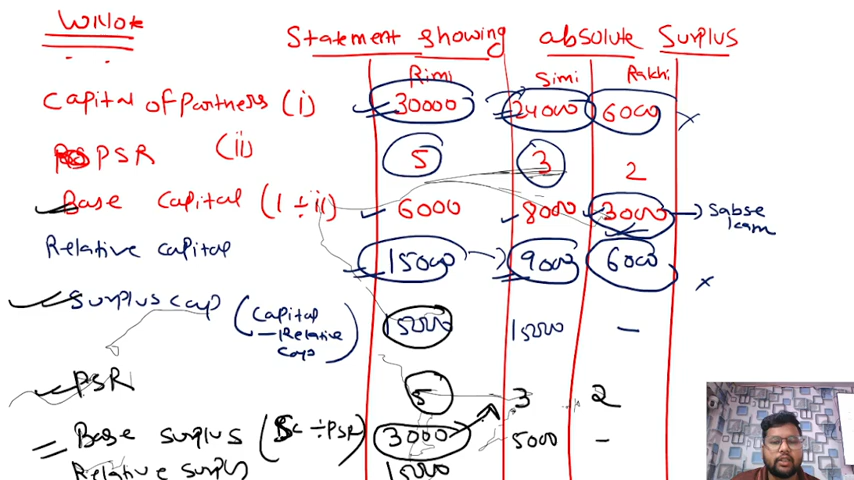 WN : 
Statement showing absolute Surplus
Rimi Simi Rakhi
Capital of Partners (i) 30000 24000 6000 x
PSR (ii) 5 3 2
Base Capital (I ÷ ii) 6000 8000 3000 → Sabse kam
Relative capital 15000 9000 6000 x
Surplus cap (Capital - Relative cap) 15000 15000 -
PSR 5 3 2
Base surplus (Sc ÷ PSR) 3000 5000 -
Relative surplus 15000